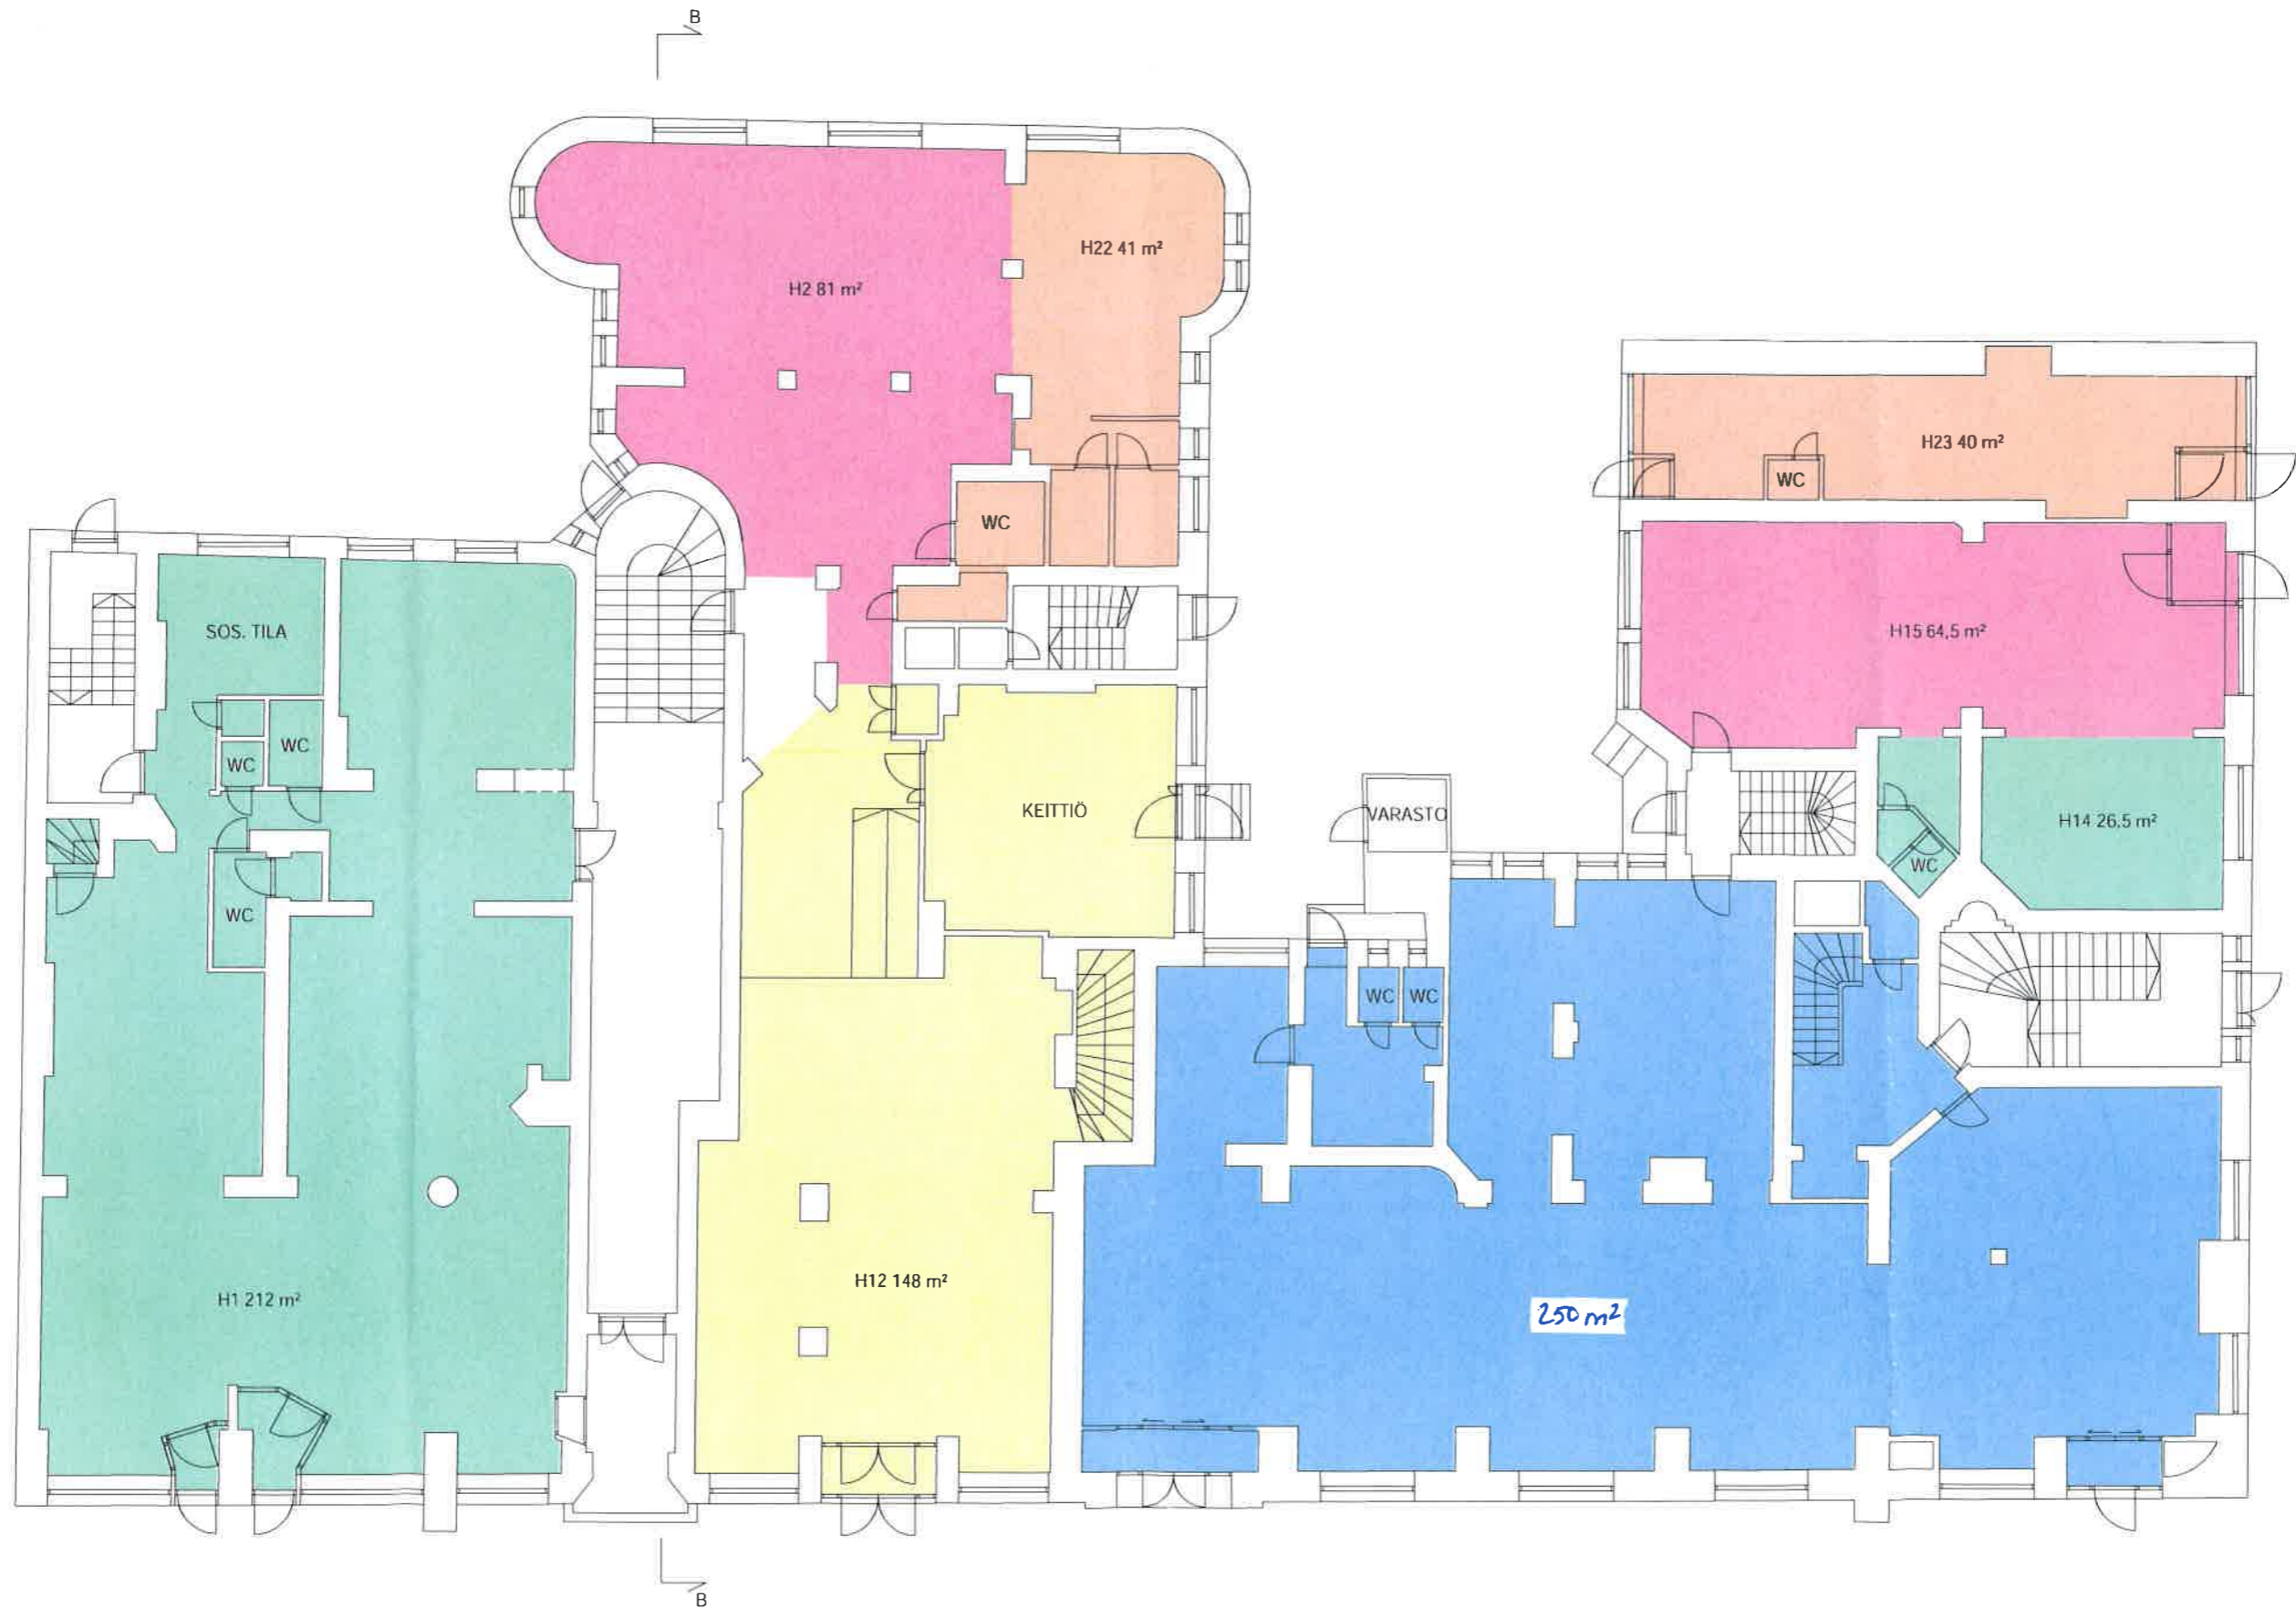 B
H22 41 m²
H2 81 m²
H23 40 m²
WC
WC
SOS. TILA
H15 64,5 m²
WC
WC
KEITTIÖ
VARASTO
H14 26,5 m²
WC
WC
WC
WC
H12 148 m²
H1 212 m²
250 m²
B